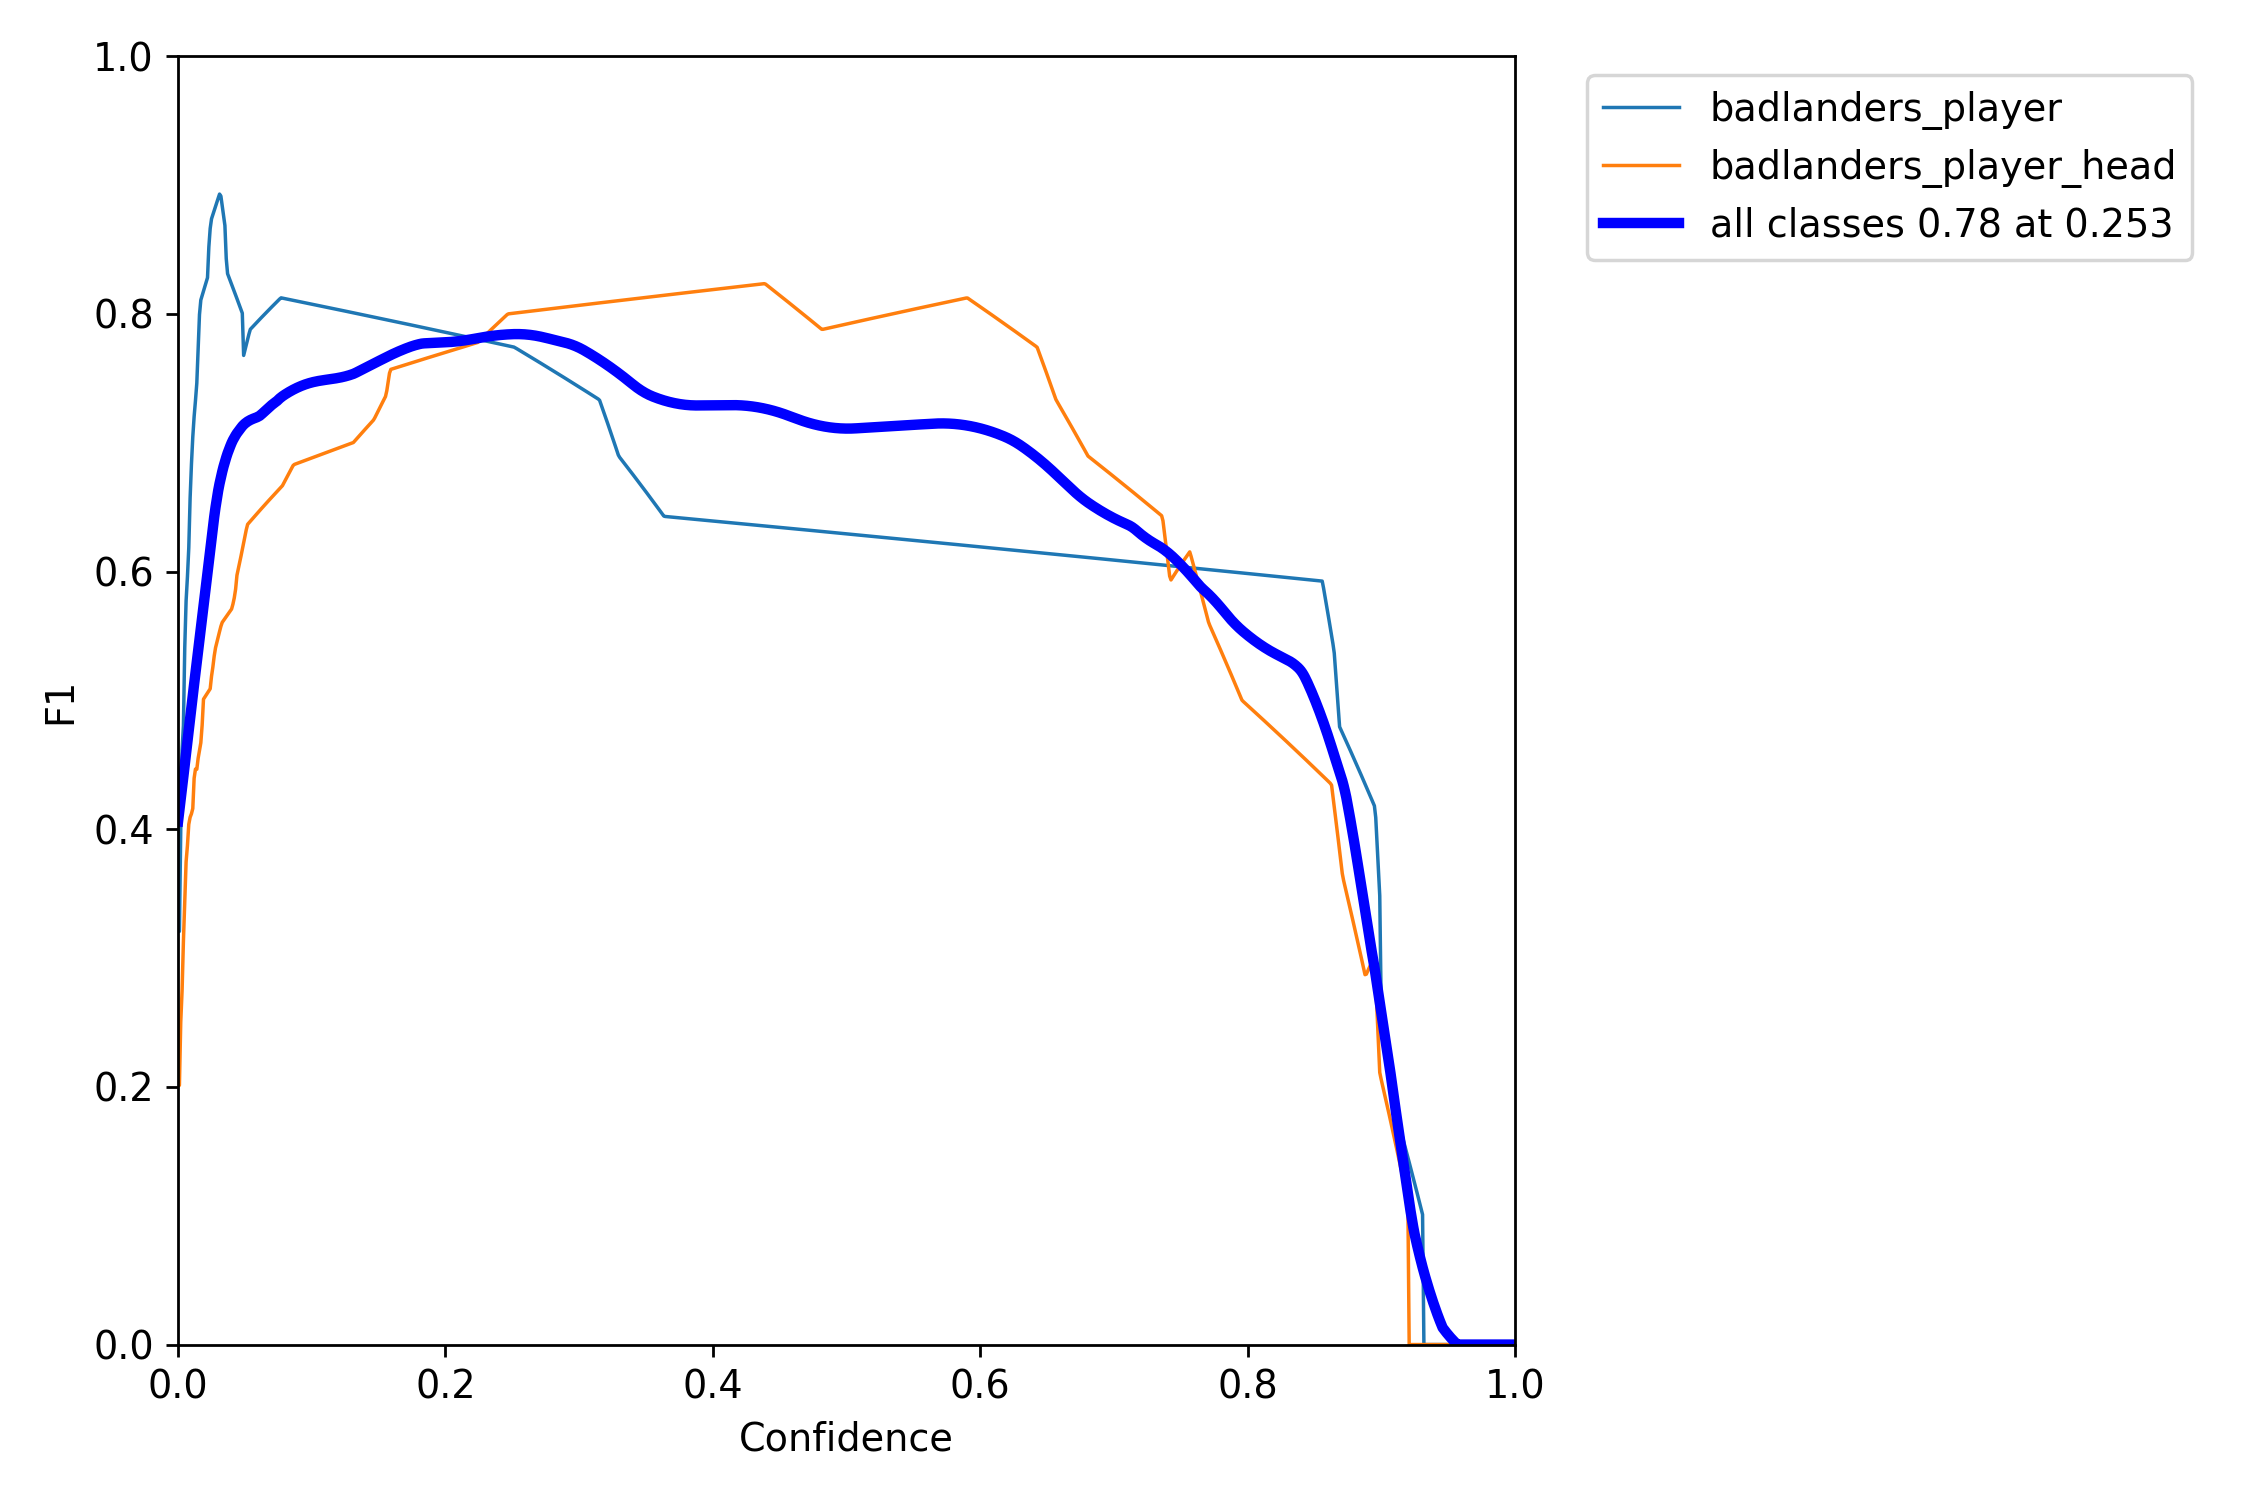 1.0
0.8
0.6
0.4
0.2
0.0
F1
0.0 0.2 0.4 0.6 0.8 1.0
Confidence
badlanders_player
badlanders_player_head
all classes 0.78 at 0.253